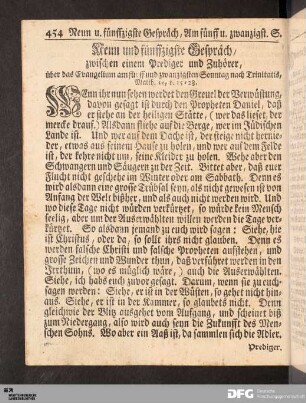 454 Neun u. fünffzigste Gespräch, Am fünff u. zwanzigst. S.
Neun und fünffzigste Gespräch,
zwischen einem Prediger und Zuhörer,
über das Evangelium am fünff und zwanzigsten Sonntag nach Trinitatis,
Matth. 24, v. 15-28.
WEnn ihr nun sehen werdet den Greuel der Verwüstung,
davon gesagt ist durch den Propheten Daniel, daß
er stehe an der heiligen Stätte, (wer das lieset, der
mercke drauf.) Alsdann fliehe auf die Berge, wer im Jüdischen
Lande ist. Und wer auf dem Dache ist, der steige nicht hernie-
der, etwas aus seinem Hause zu holen, und wer auf dem Felde
ist, der kehre nicht um, seine Kleider zu holen. Wehe aber den
Schwangern und Säugern zu der Zeit. Bittet aber, daß euer
Flucht nicht geschehe im Winter oder am Sabbath. Denn es
wird alsdann eine grosse Trübsal seyn, als nicht gewesen ist von
Anfang der Welt bißher, und als auch nicht werden wird. Und
wo diese Tage nicht würden verkürzet, so würde kein Mensch
seelig, aber um der Auserwählten willen werden die Tage ver-
kürzet. So alsdann jemand zu euch wird sagen: Siehe, hie
ist Christus, oder da, so sollt ihrs nicht glauben. Denn es
werden falsche Christi und falsche Propheten aufstehen, und
grosse Zeichen und Wunder thun, daß verführet werden in den
Irrthum, (wo es müglich wäre,) auch die Auserwählten.
Siehe, ich habs euch zuvor gesagt. Darum, wenn sie zu euch
sagen werden: Siehe, er ist in der Wüsten, so gehet nicht hin-
aus. Siehe, er ist in der Kammer, so glaubets nicht. Denn
gleichwie der Blitz ausgehet vom Aufgang, und scheinet biß
zum Niedergang, also wird auch seyn die Zukunfft des Men-
schen Sohns. Wo aber ein Aaß ist, da sammlen sich die Adler.
Prediger.
DFG Deutsche
Forschungsgemeinschaft